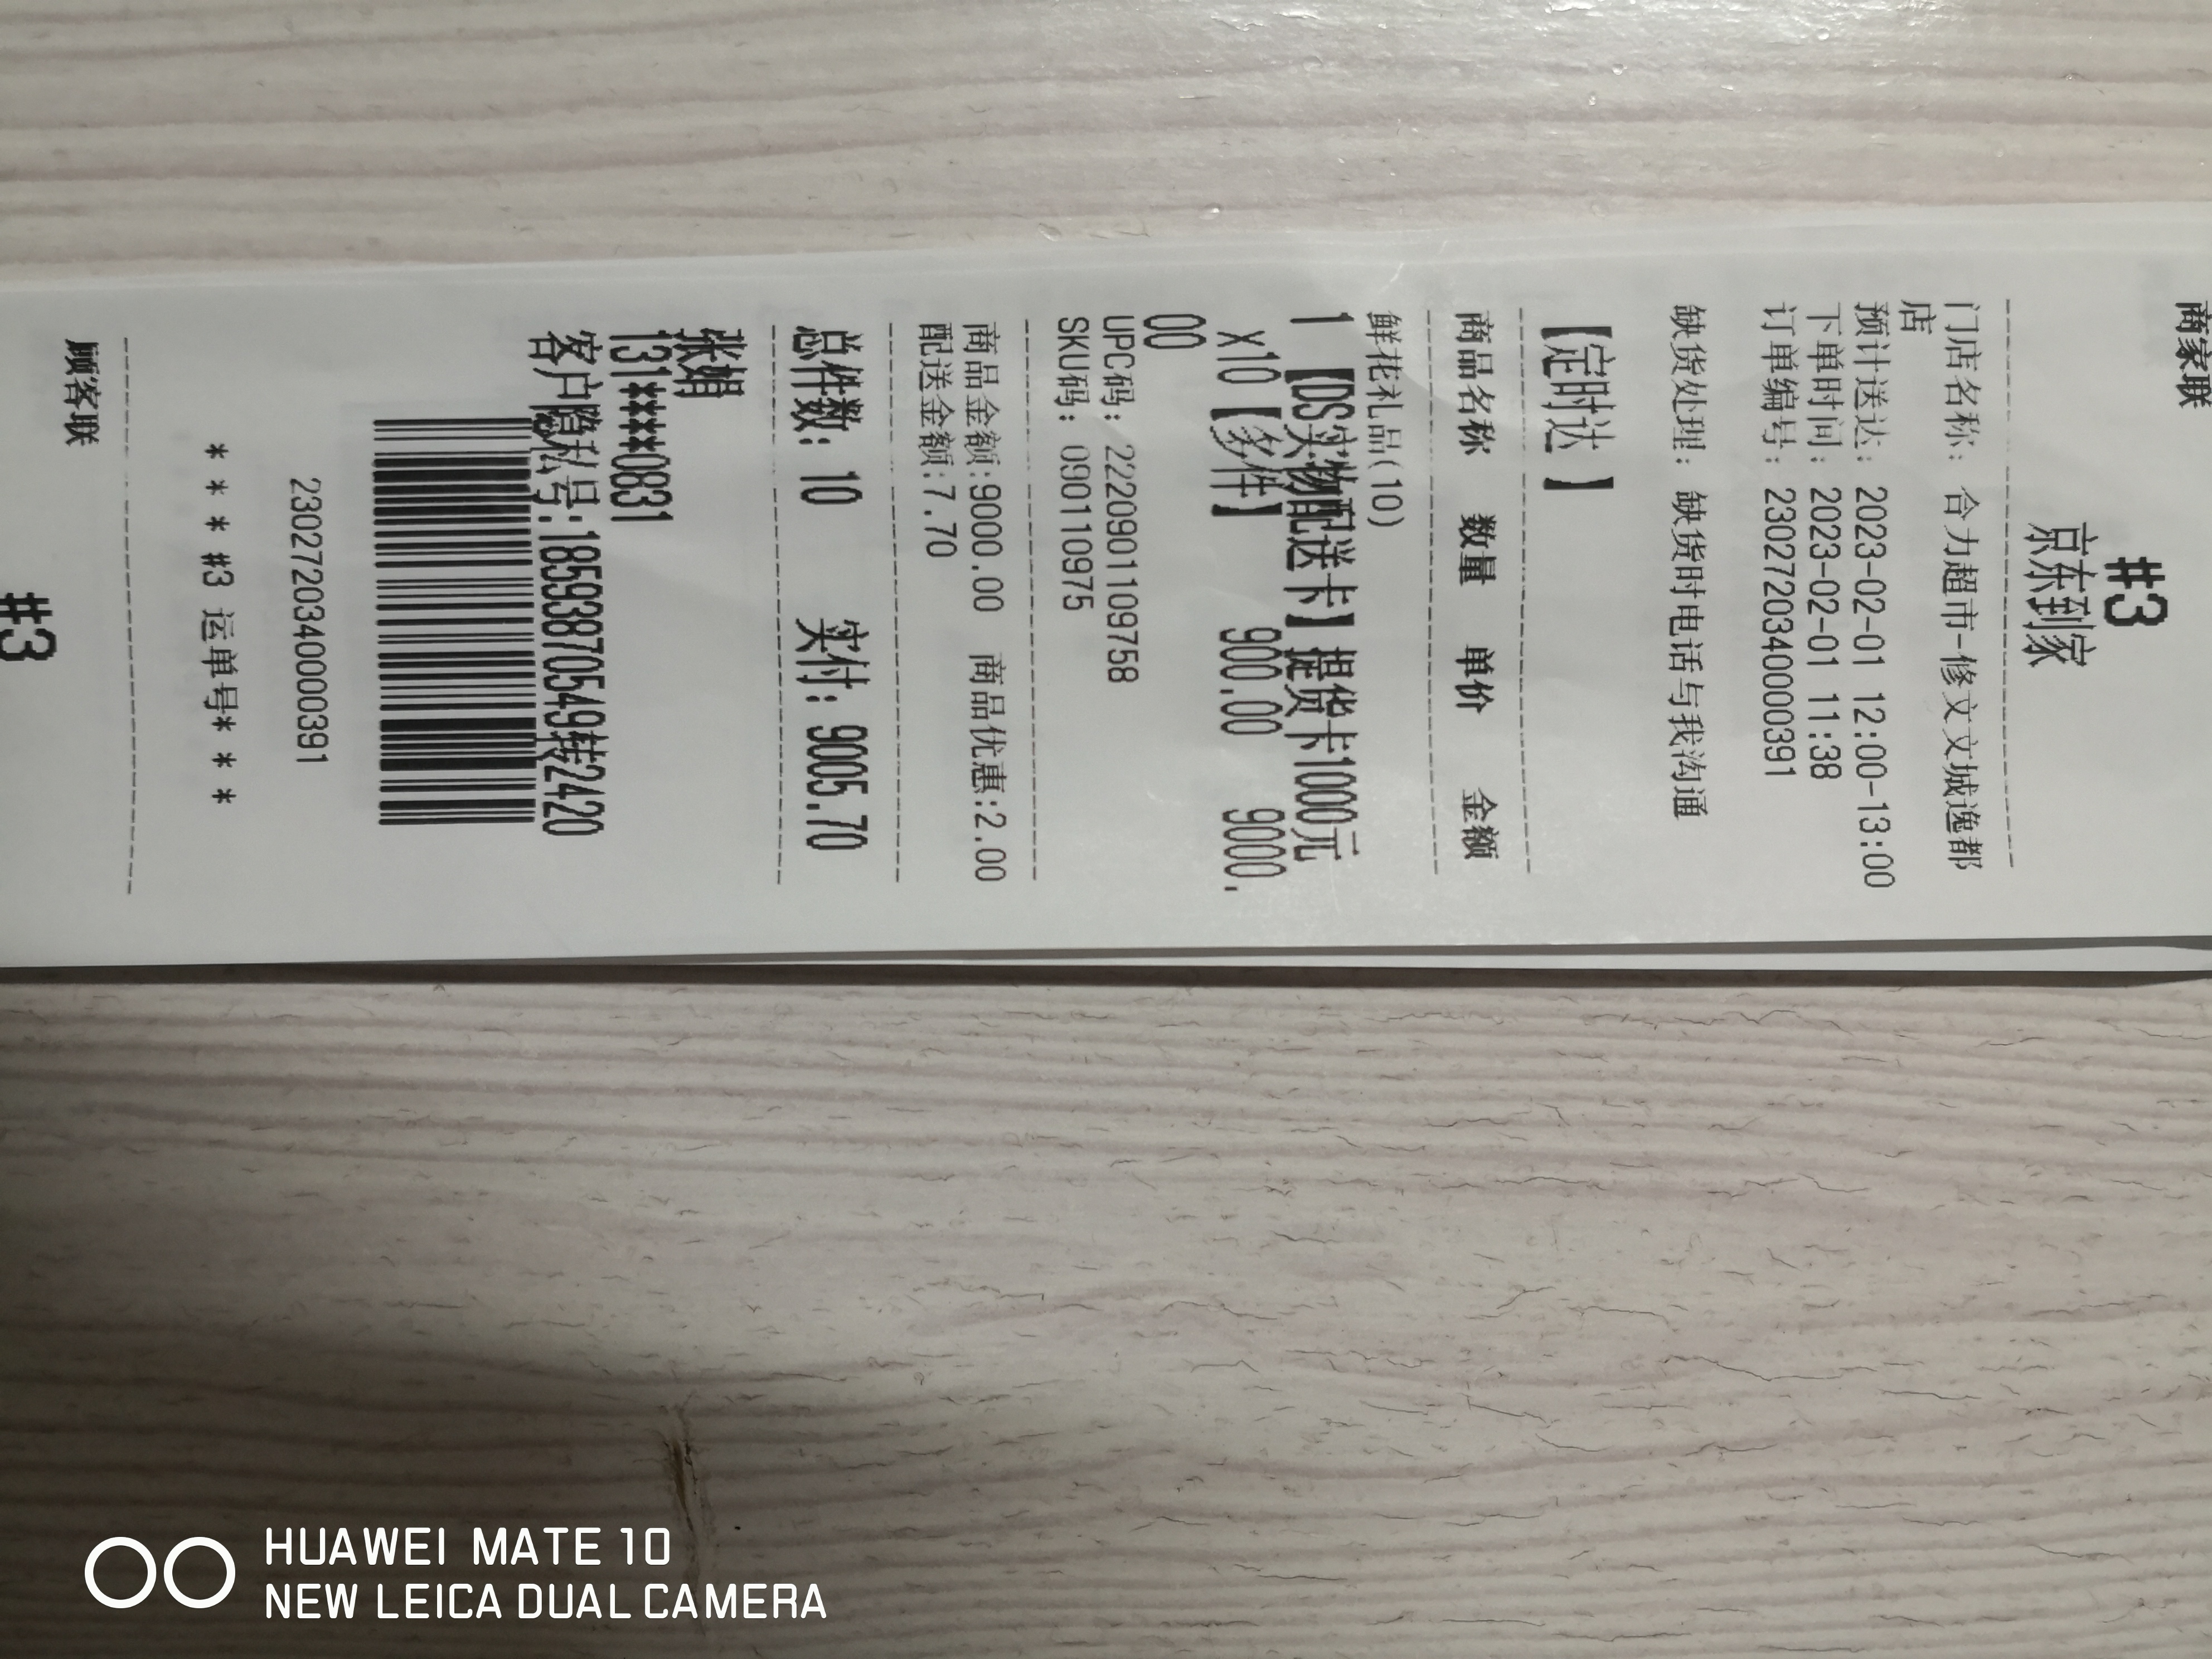 商家联
#3
京东到家
门店名称: 合力超市-修文文城逸都
店
预计送达: 2023-02-01 12:00-13:00
下单时间: 2023-02-01 11:38
订单编号: 2302720340000391
缺货处理: 缺货时电话与我沟通
【定时达 】
商品名称 数量 单价 金额
鲜花礼品(10)
1 【DS实物配送卡】提货卡1000元
x10【多件】 900.00 9000.
00
UPC码: 2220901109758
SKU码: 090110975
商品金额:9000.00 商品优惠:2.00
配送金额:7.70
总件数: 10 实付: 9005.70
张娟
131****0831
客户隐私号:18593870549转2420
2302720340000391
* * * #3 运单号* * *
顾客联
#3
HUAWEI MATE 10
NEW LEICA DUAL CAMERA